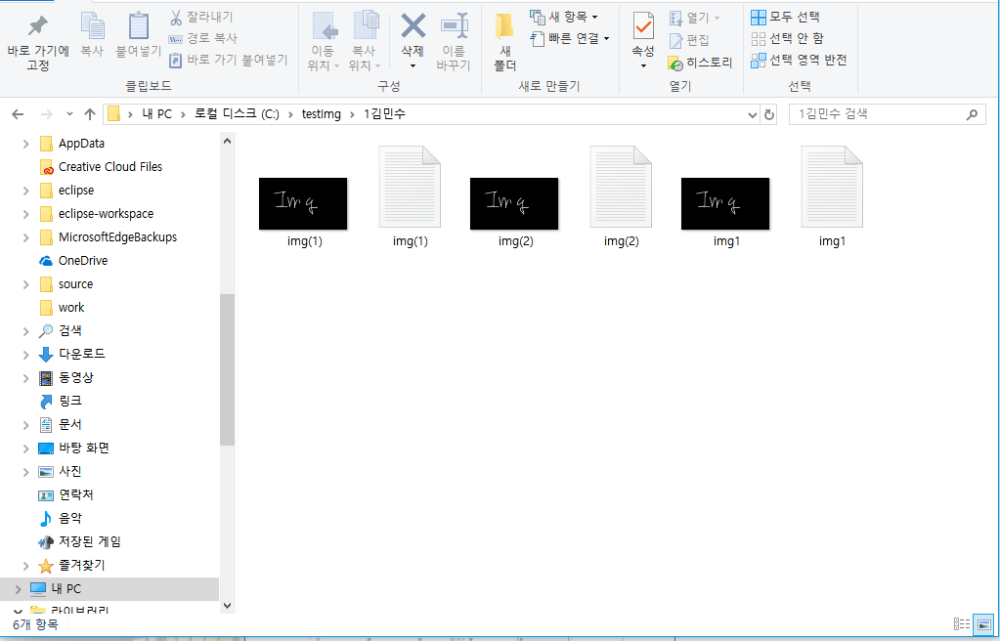 잘라내기 새 항목 열기 모두 선택
바로 가기에 고정 복사 붙여넣기 경로 복사 이동 위치 복사 위치 삭제 이름 바꾸기 새 폴더 빠른 연결 속성 편집 선택 안 함
바로 가기 붙여넣기 히스토리 선택 영역 반전
클립보드 구성 새로 만들기 열기 선택
내 PC 로컬 디스크 (C:) testImg 1김민수 1김민수 검색
AppData
Creative Cloud Files
eclipse
eclipse-workspace
MicrosoftEdgeBackups
OneDrive
source
work
검색
다운로드
동영상
링크
문서
바탕 화면
사진
연락처
음악
저장된 게임
즐겨찾기
내 PC
라이브러리
Img Img Img
img(1) img(1) img(2) img(2) img1 img1
6개 항목